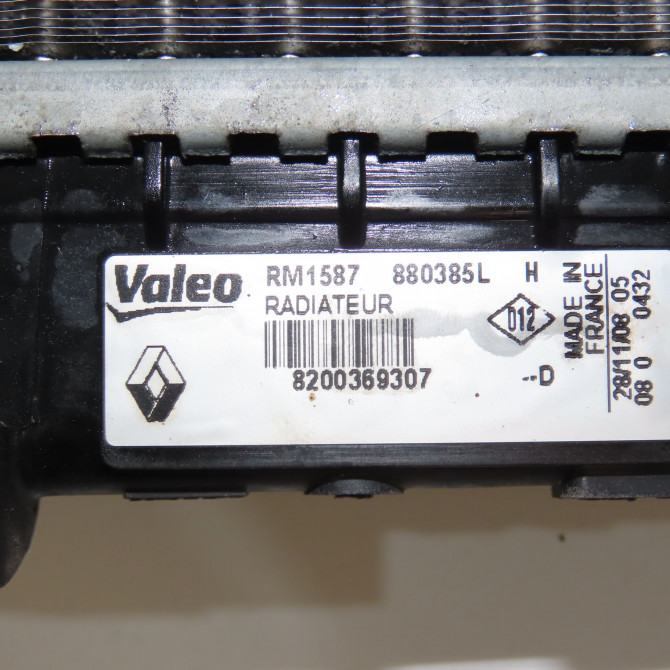 Valeo RM1587 880385L H
RADIATEUR
D12
8200369307 --D
MADE IN
FRANCE
28/11/08 05
08 0 0432